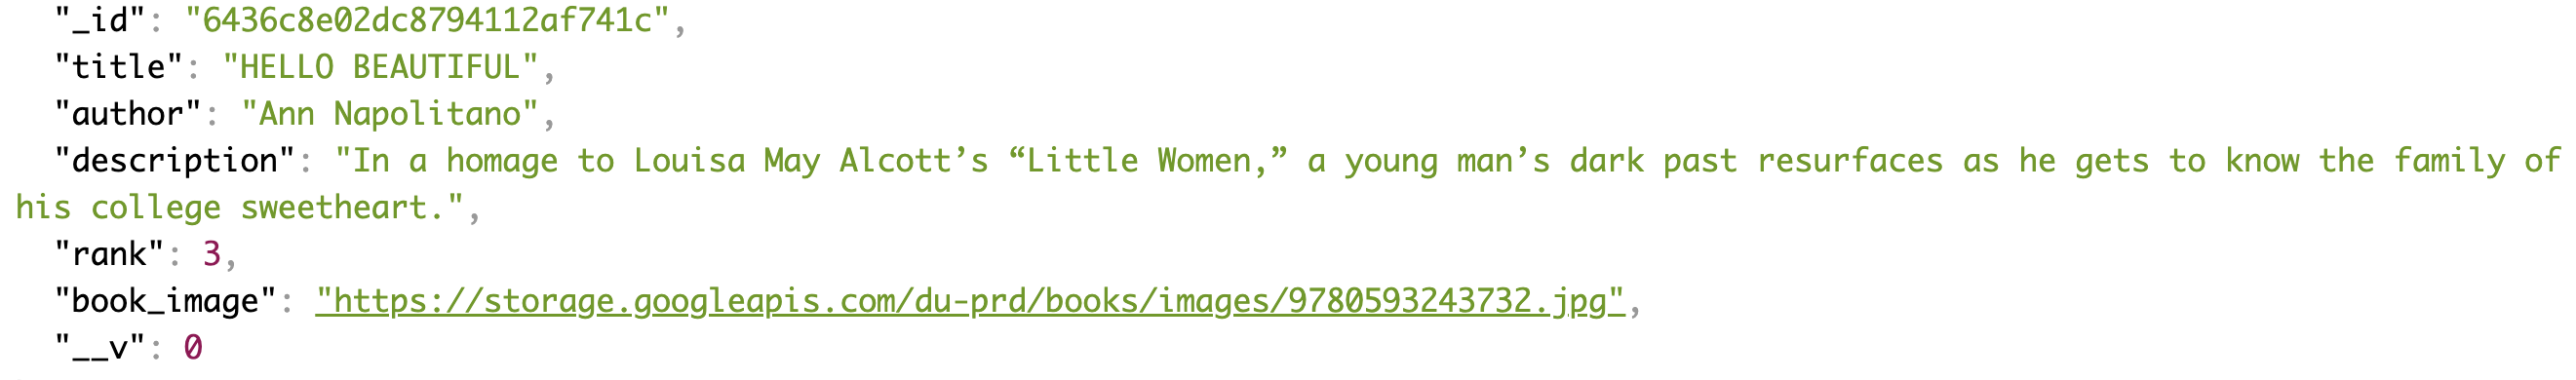 "_id": "6436c8e02dc8794112af741c",
"title": "HELLO BEAUTIFUL",
"author": "Ann Napolitano",
"description": "In a homage to Louisa May Alcott’s “Little Women,” a young man’s dark past resurfaces as he gets to know the family of
his college sweetheart.",
"rank": 3,
"book_image": "https://storage.googleapis.com/du-prd/books/images/9780593243732.jpg",
"__v": 0